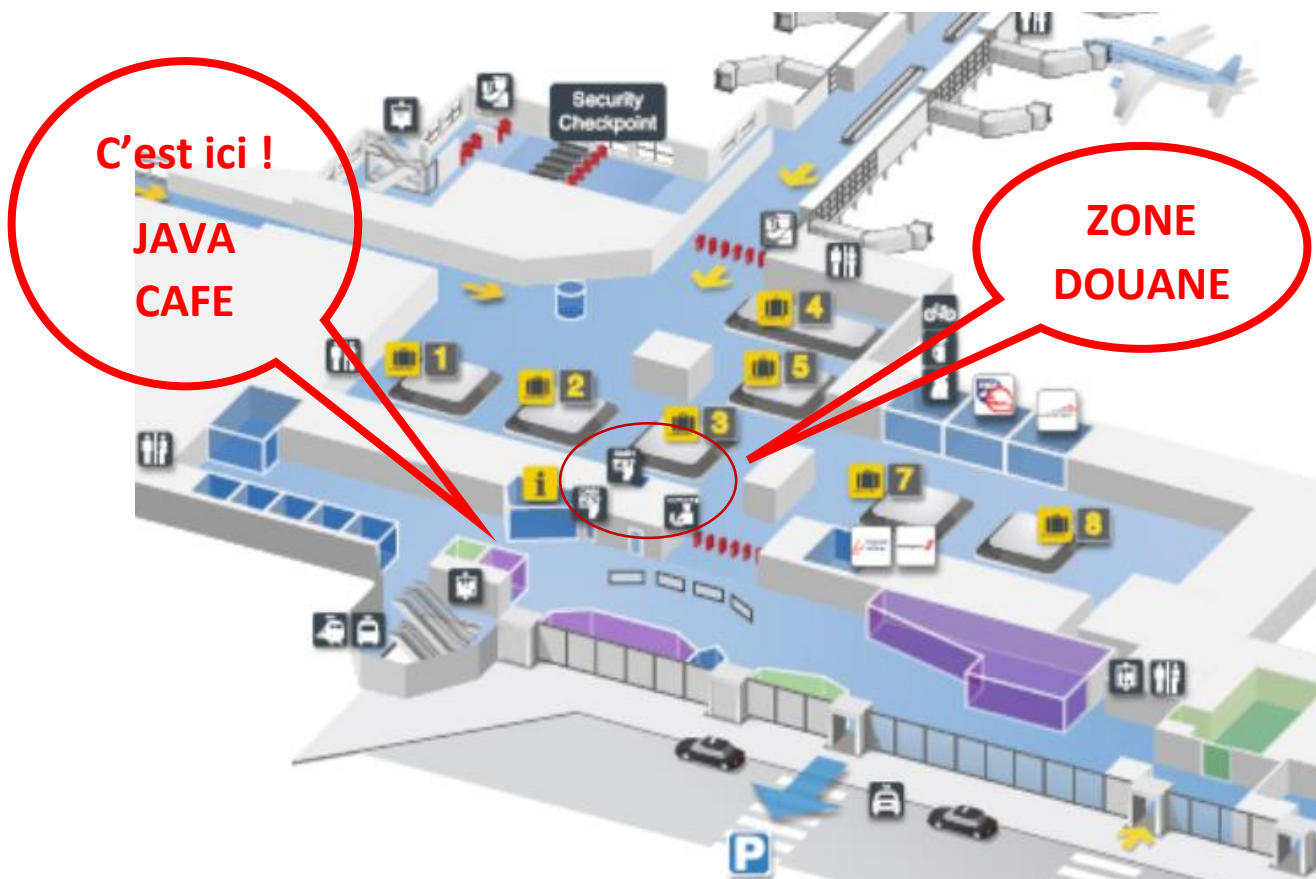 Security
Checkpoint
C’est ici !
JAVA
CAFE
ZONE
DOUANE
4
1
5
2
3
i
7
8
P